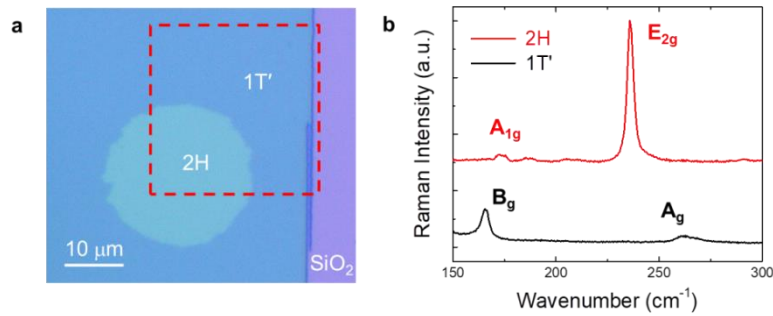 a
1T′
2H
10 μm
SiO₂
b
2H
1T'
E₂g
A₁g
Bg
Ag
Raman Intensity (a.u.)
150 200 250 300
Wavenumber (cm⁻¹)